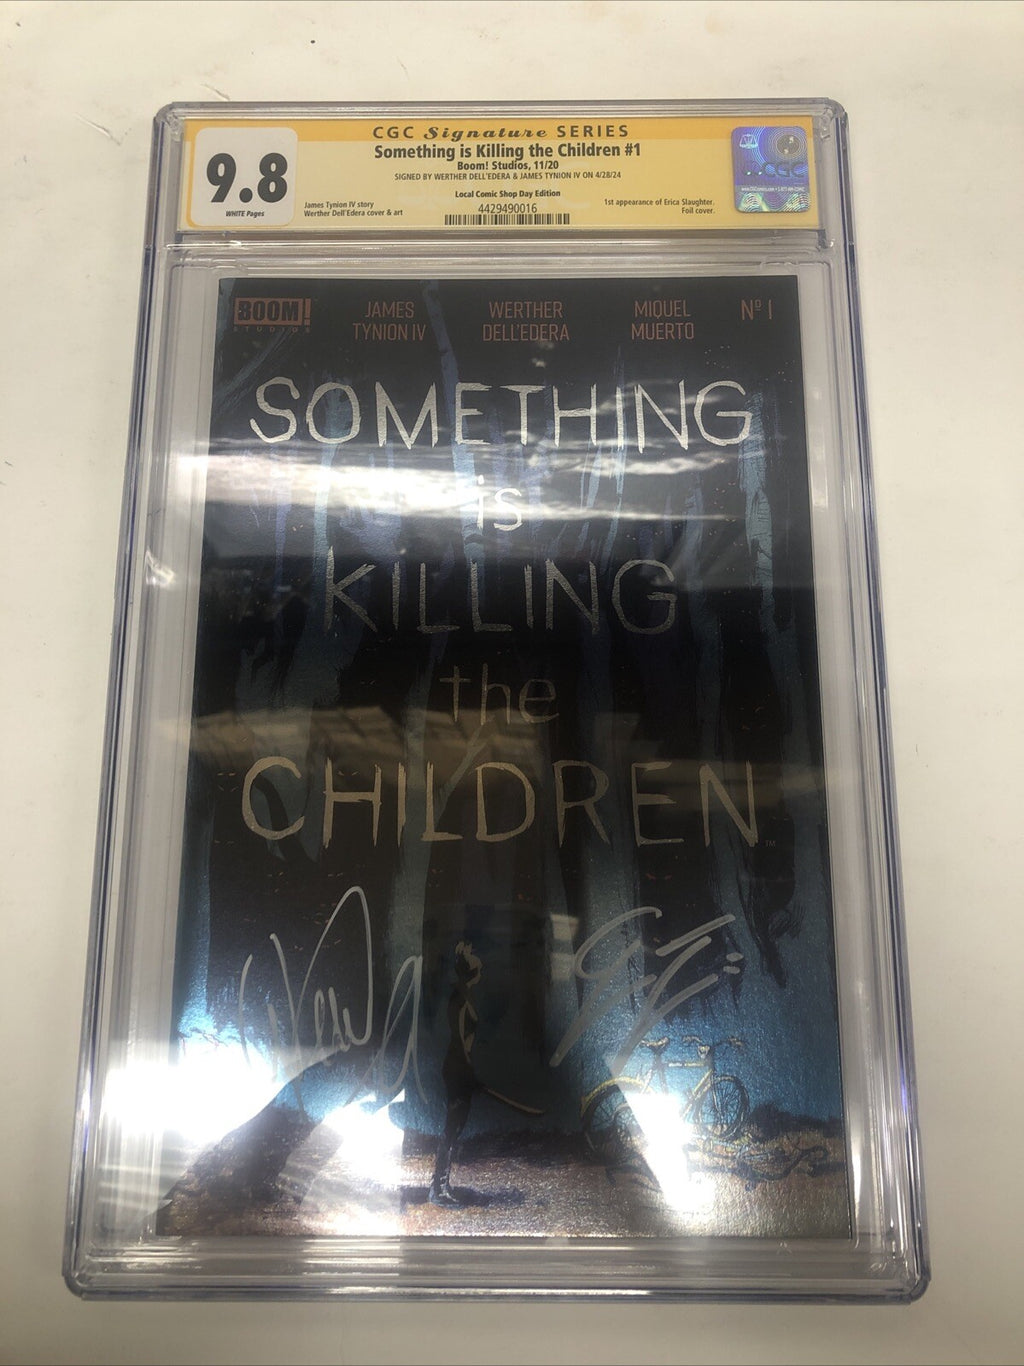 CGC Signature SERIES
Something is Killing the Children #1
Boom! Studios, 11/20
SIGNED BY WERTHER DELL'EDERA & JAMES TYNION IV ON 4/28/24
9.8
WHITE Pages
Local Comic Shop Day Edition
James Tynion IV story
Werther Dell'Edera cover & art
4429490016
1st appearance of Erica Slaughter.
Foil cover.
CGC
BOOM!
STUDIOS
JAMES
TYNION IV
WERTHER
DELL'EDERA
MIQUEL
MUERTO
Nº 1
SOMETHING
is
KILLING
the
CHILDREN
TM